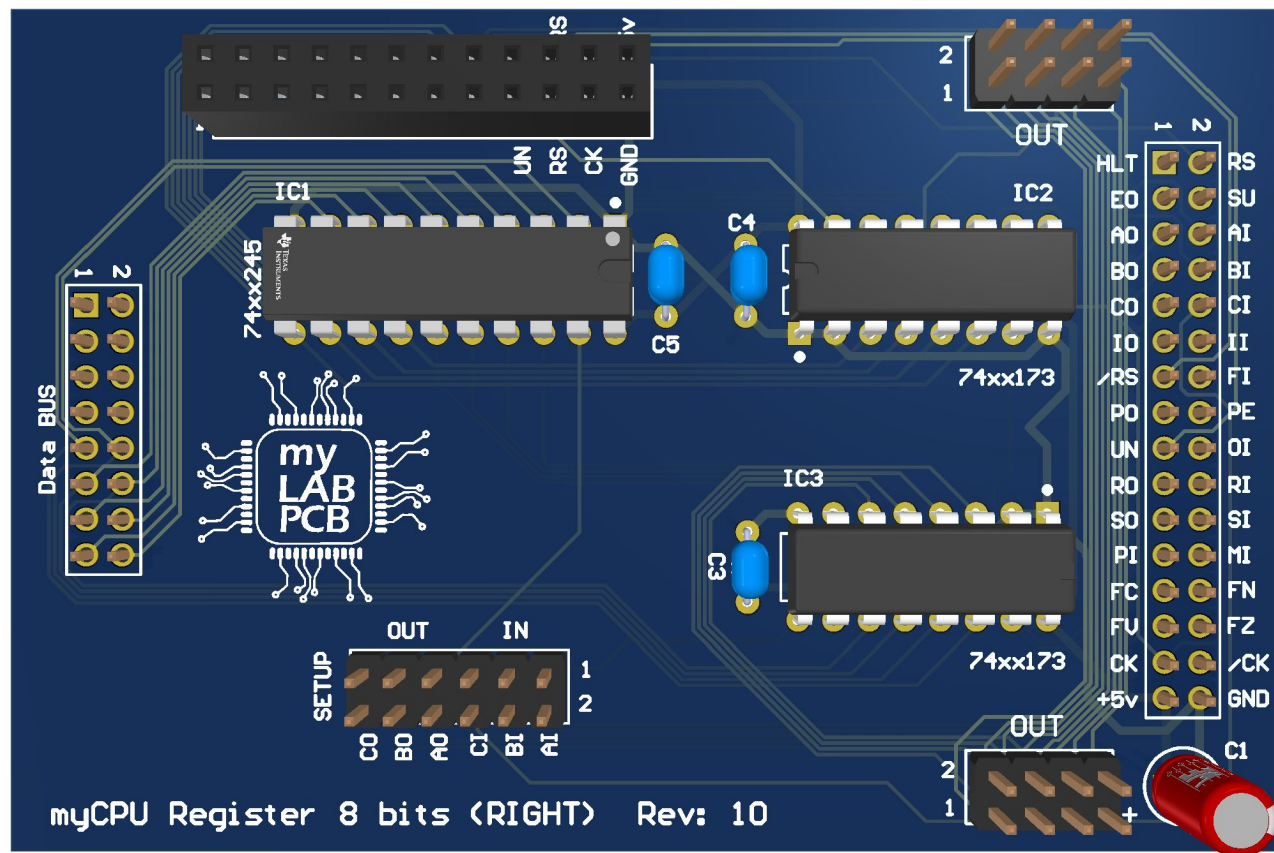 RS
5v
2
1
OUT
UN
RS
CK
GND
1 2
HLT RS
EO SU
AO AI
BO BI
CO CI
IO II
/RS FI
PO PE
UN OI
RO RI
SO SI
PI MI
FC FN
FV FZ
CK /CK
+5v GND
IC1
C4
IC2
74xx245
TEXAS
INSTRUMENTS
C5
74xx173
1 2
Data BUS
my
LAB
PCB
IC3
C3
74xx173
OUT IN
SETUP
1
2
CO
BO
AO
CI
BI
AI
OUT
2
1
+
C1
myCPU Register 8 bits (RIGHT) Rev: 10